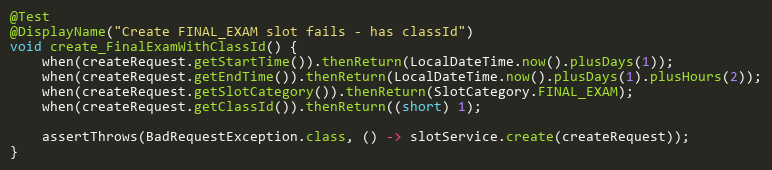 @Test
@DisplayName("Create FINAL_EXAM slot fails - has classId")
void create_FinalExamWithClassId() {
    when(createRequest.getStartTime()).thenReturn(LocalDateTime.now().plusDays(1));
    when(createRequest.getEndTime()).thenReturn(LocalDateTime.now().plusDays(1).plusHours(2));
    when(createRequest.getSlotCategory()).thenReturn(SlotCategory.FINAL_EXAM);
    when(createRequest.getClassId()).thenReturn((short) 1);

    assertThrows(BadRequestException.class, () -> slotService.create(createRequest));
}